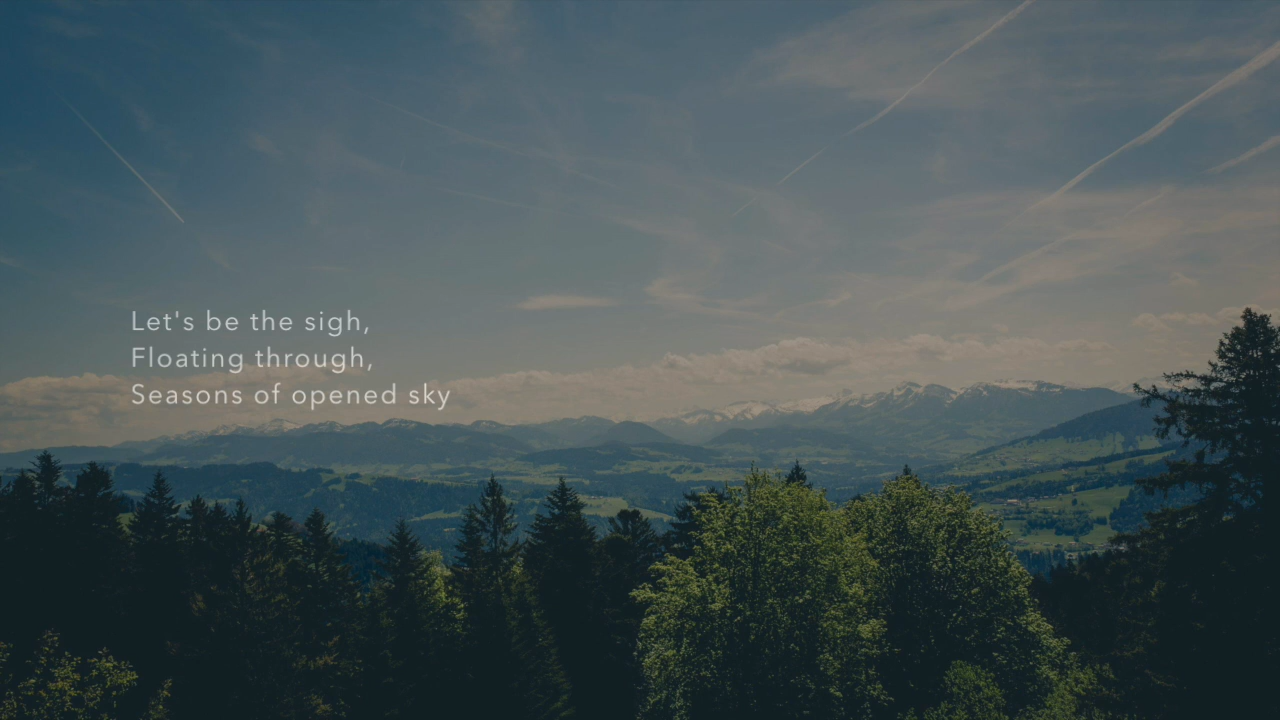 Let's be the sigh,
Floating through,
Seasons of opened sky